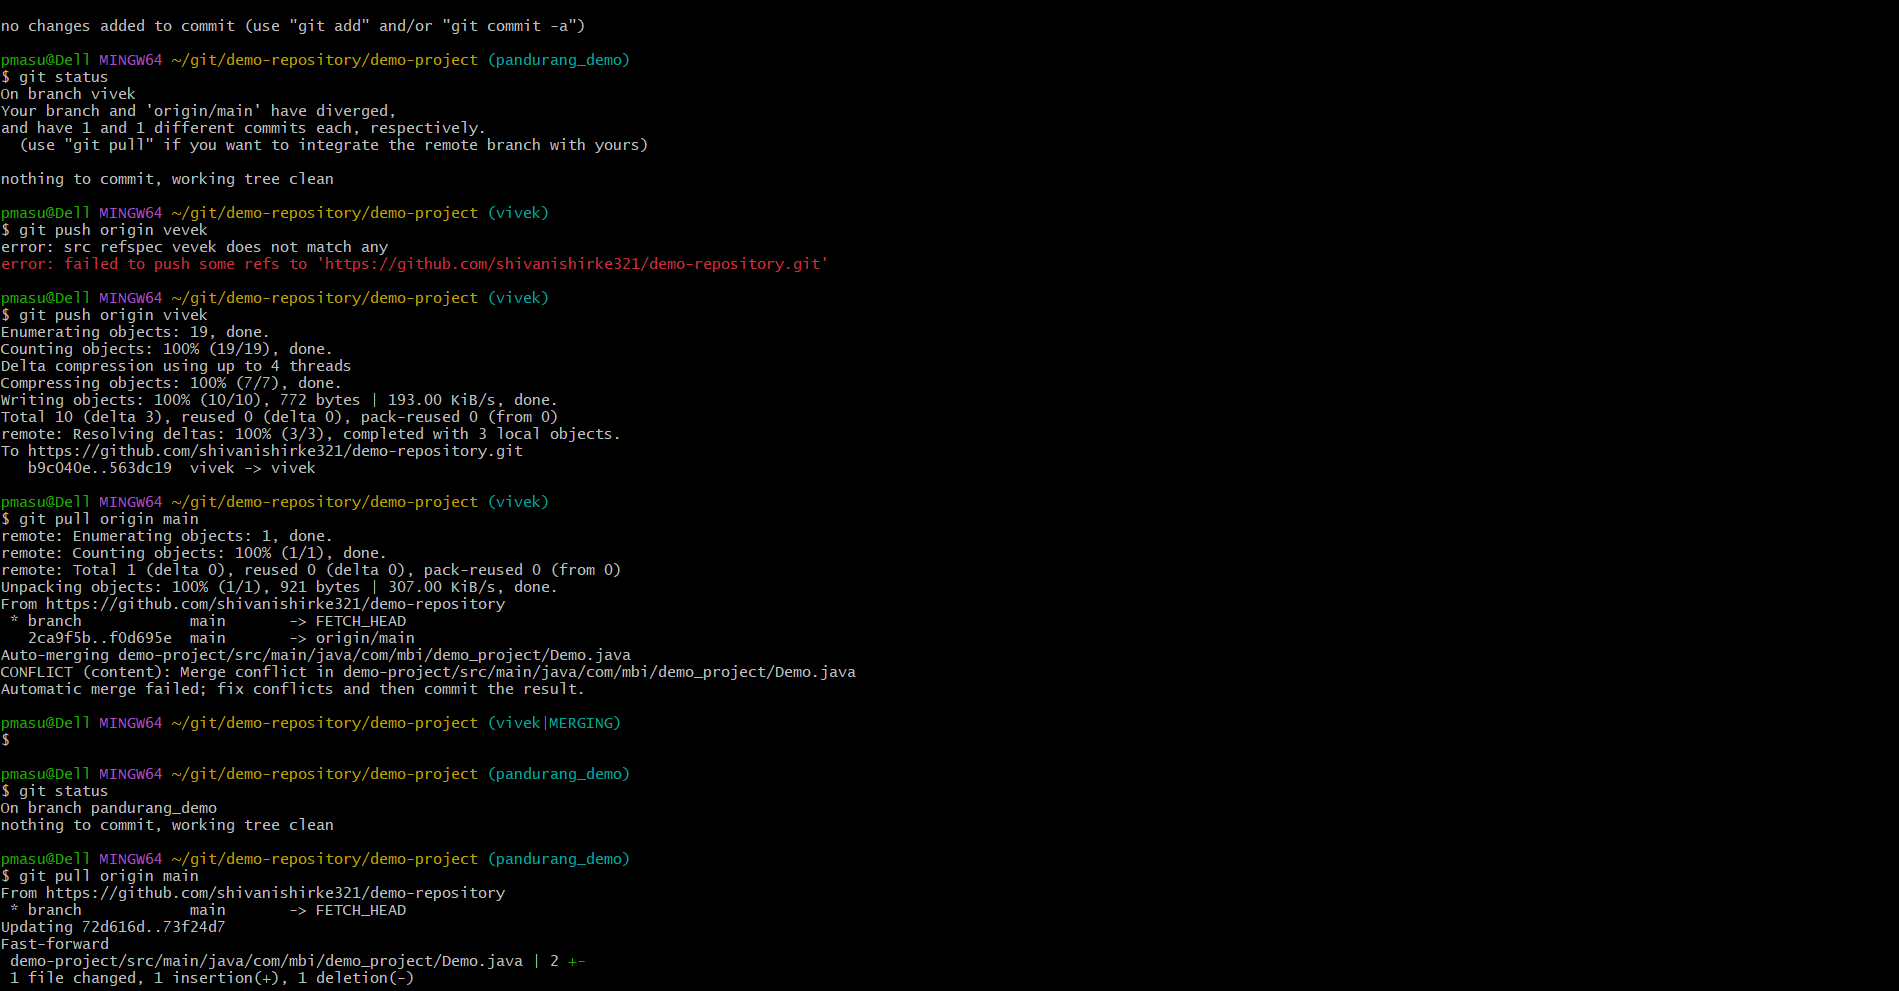 no changes added to commit (use "git add" and/or "git commit -a")
pmasu@Dell MINGW64 ~/git/demo-repository/demo-project (pandurang_demo)
$ git status
On branch vivek
Your branch and 'origin/main' have diverged,
and have 1 and 1 different commits each, respectively.
  (use "git pull" if you want to integrate the remote branch with yours)
nothing to commit, working tree clean
pmasu@Dell MINGW64 ~/git/demo-repository/demo-project (vivek)
$ git push origin vevek
error: src refspec vevek does not match any
error: failed to push some refs to 'https://github.com/shivanishirke321/demo-repository.git'
pmasu@Dell MINGW64 ~/git/demo-repository/demo-project (vivek)
$ git push origin vivek
Enumerating objects: 19, done.
Counting objects: 100% (19/19), done.
Delta compression using up to 4 threads
Compressing objects: 100% (7/7), done.
Writing objects: 100% (10/10), 772 bytes | 193.00 KiB/s, done.
Total 10 (delta 3), reused 0 (delta 0), pack-reused 0 (from 0)
remote: Resolving deltas: 100% (3/3), completed with 3 local objects.
To https://github.com/shivanishirke321/demo-repository.git
   b9c040e..563dc19  vivek -> vivek
pmasu@Dell MINGW64 ~/git/demo-repository/demo-project (vivek)
$ git pull origin main
remote: Enumerating objects: 1, done.
remote: Counting objects: 100% (1/1), done.
remote: Total 1 (delta 0), reused 0 (delta 0), pack-reused 0 (from 0)
Unpacking objects: 100% (1/1), 921 bytes | 307.00 KiB/s, done.
From https://github.com/shivanishirke321/demo-repository
 * branch            main       -> FETCH_HEAD
   2ca9f5b..f0d695e  main       -> origin/main
Auto-merging demo-project/src/main/java/com/mbi/demo_project/Demo.java
CONFLICT (content): Merge conflict in demo-project/src/main/java/com/mbi/demo_project/Demo.java
Automatic merge failed; fix conflicts and then commit the result.
pmasu@Dell MINGW64 ~/git/demo-repository/demo-project (vivek|MERGING)
$
pmasu@Dell MINGW64 ~/git/demo-repository/demo-project (pandurang_demo)
$ git status
On branch pandurang_demo
nothing to commit, working tree clean
pmasu@Dell MINGW64 ~/git/demo-repository/demo-project (pandurang_demo)
$ git pull origin main
From https://github.com/shivanishirke321/demo-repository
 * branch            main       -> FETCH_HEAD
Updating 72d616d..73f24d7
Fast-forward
 demo-project/src/main/java/com/mbi/demo_project/Demo.java | 2 +-
 1 file changed, 1 insertion(+), 1 deletion(-)